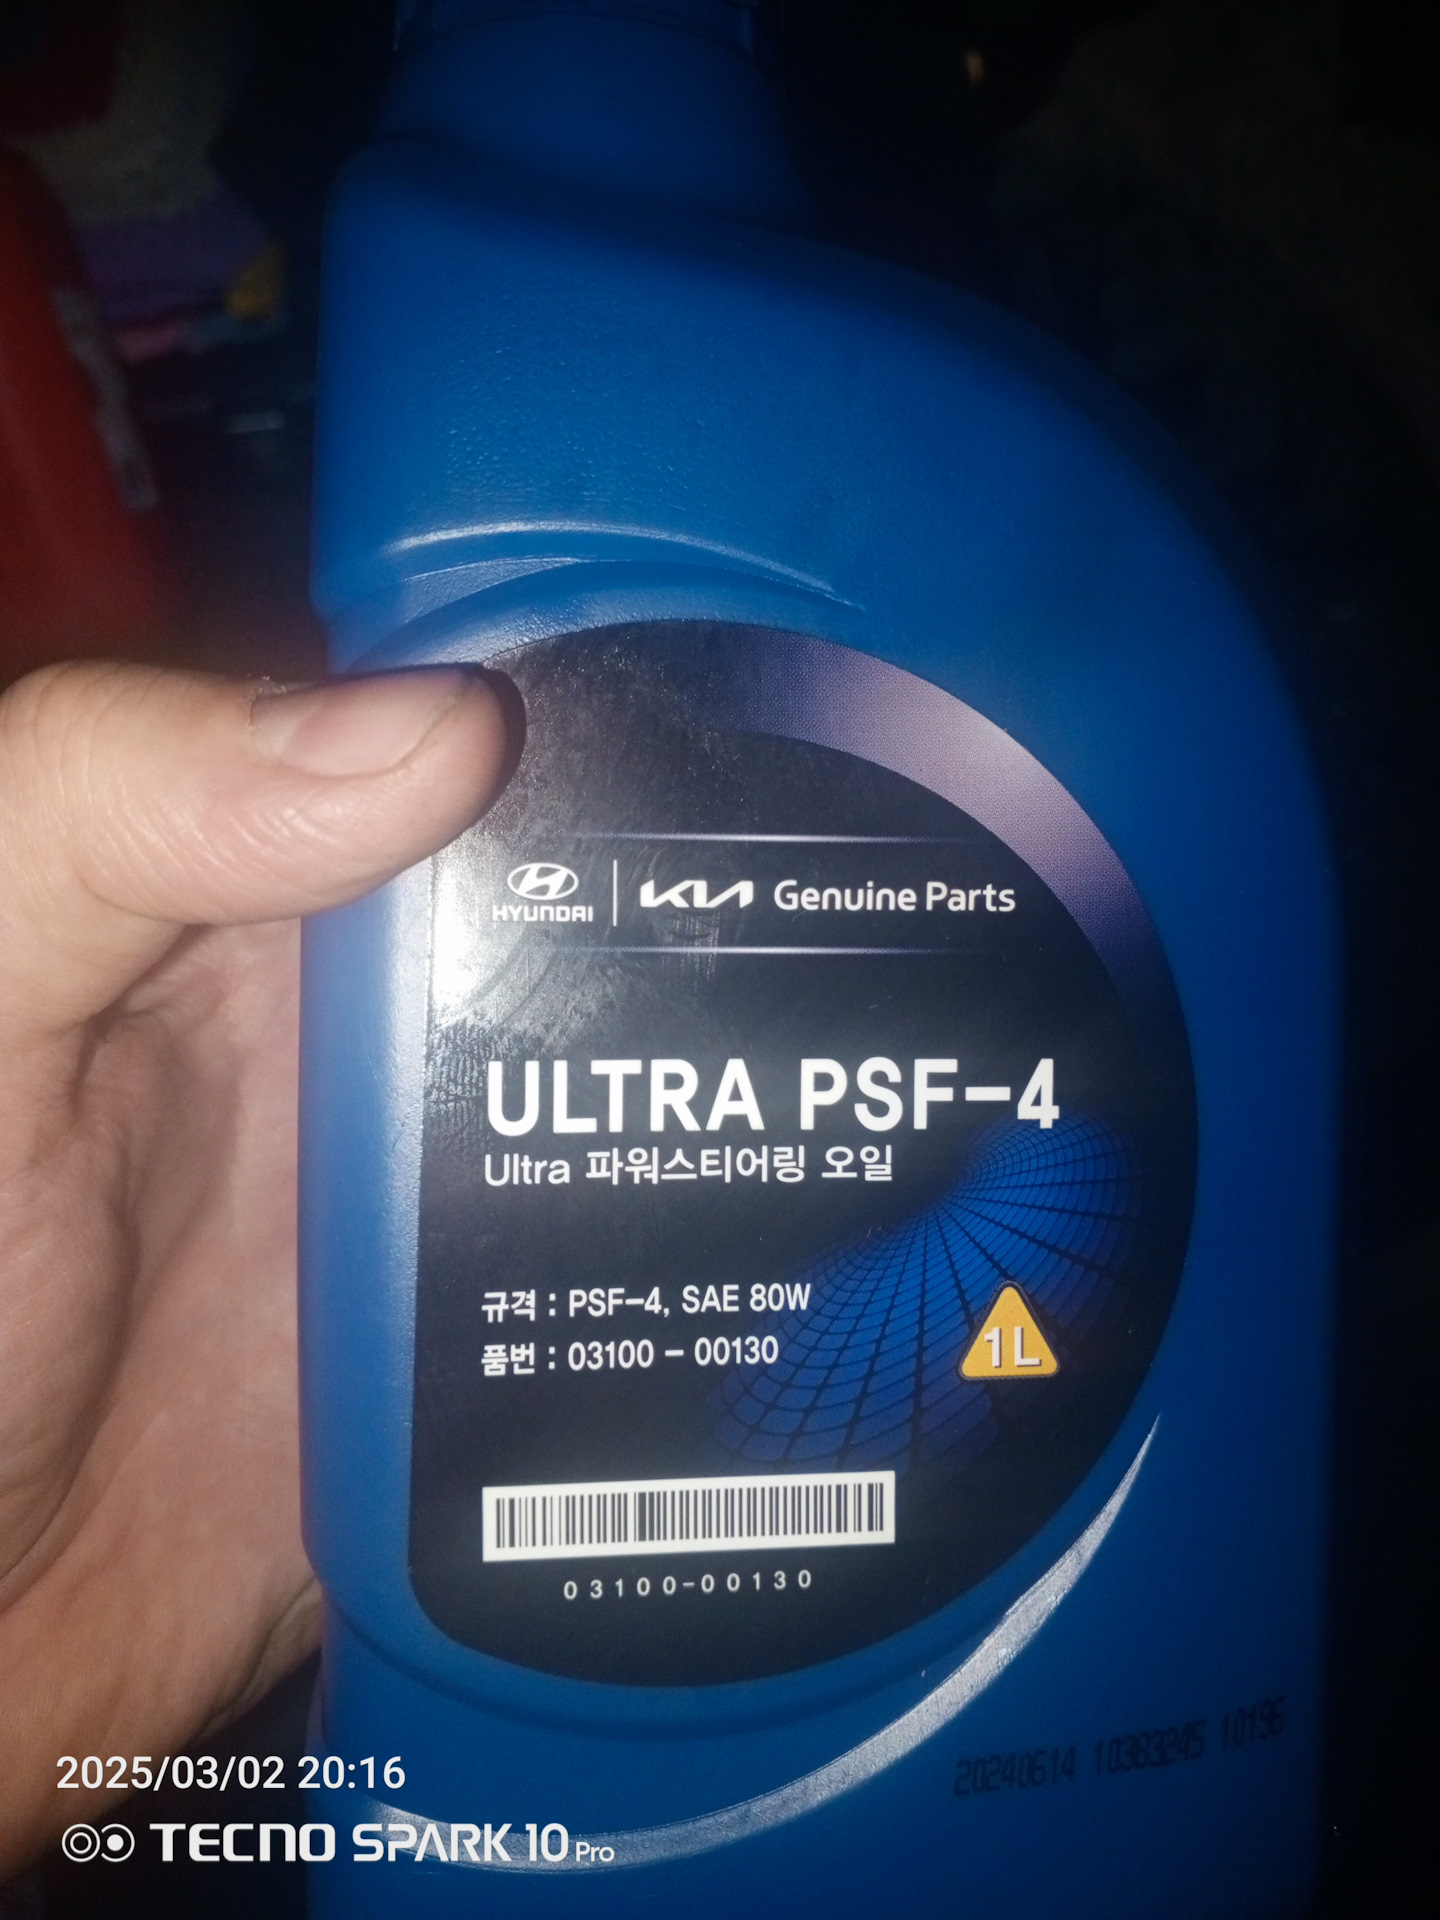 HYUNDAI KIA Genuine Parts
ULTRA PSF-4
Ultra 파워스티어링 오일
규격 : PSF-4, SAE 80W
품번 : 03100 - 00130
1L
03100-00130
20240614 10383245 10196
2025/03/02 20:16
TECNO SPARK 10 Pro